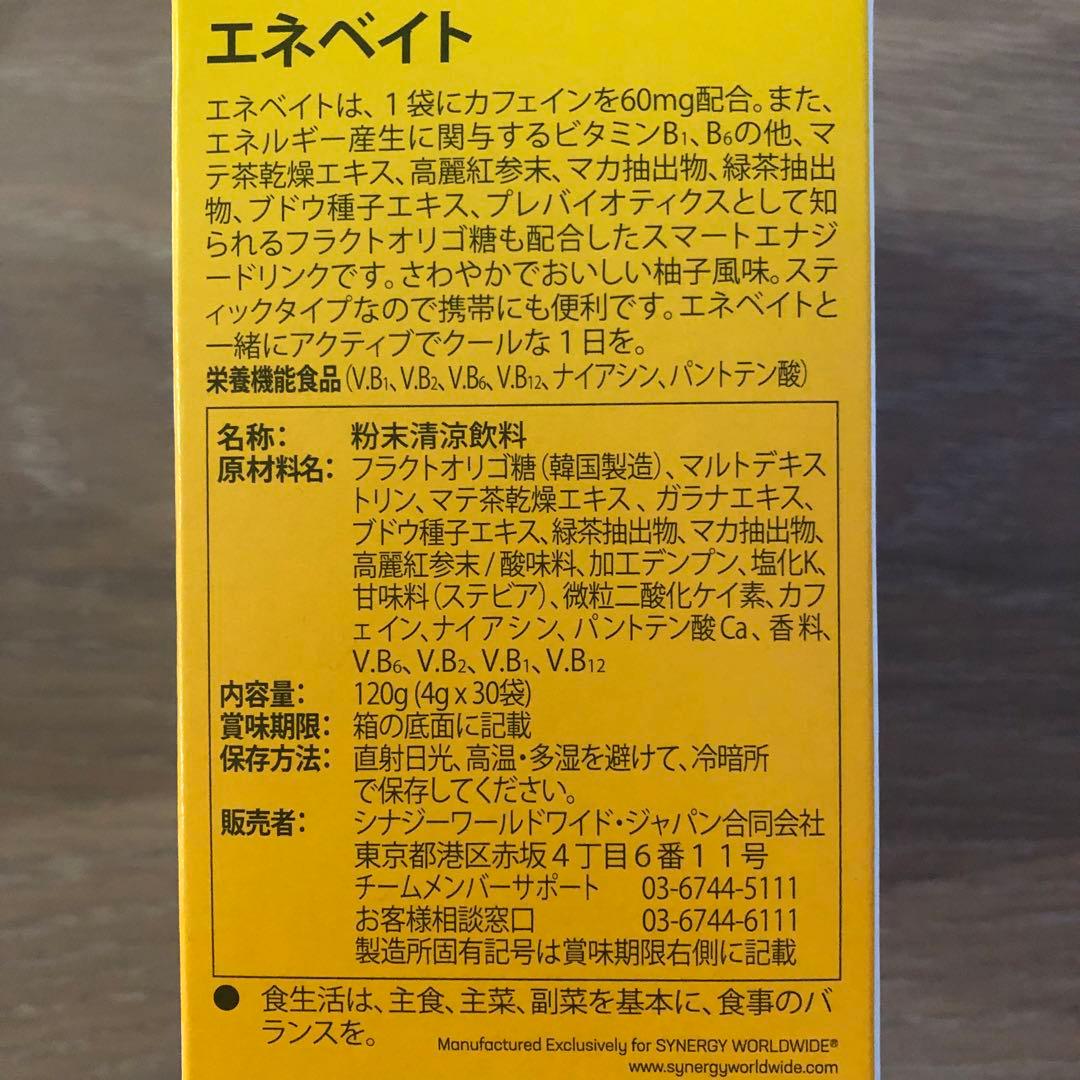 エネベイト
エネベイトは、1袋にカフェインを60mg配合。また、
エネルギー産生に関与するビタミンB₁、B₆の他、マ
テ茶乾燥エキス、高麗紅参末、マカ抽出物、緑茶抽出
物、ブドウ種子エキス、プレバイオティクスとして知
られるフラクトオリゴ糖も配合したスマートエナジ
ードリンクです。さわやかでおいしい柚子風味。ステ
ィックタイプなので携帯にも便利です。エネベイトと
一緒にアクティブでクールな1日を。
栄養機能食品（V.B₁、V.B₂、V.B₆、V.B₁₂、ナイアシン、パントテン酸）
名称： 粉末清涼飲料
原材料名： フラクトオリゴ糖（韓国製造）、マルトデキス
トリン、マテ茶乾燥エキス、ガラナエキス、
ブドウ種子エキス、緑茶抽出物、マカ抽出物、
高麗紅参末/酸味料、加工デンプン、塩化K、
甘味料（ステビア）、微粒二酸化ケイ素、カフ
ェイン、ナイアシン、パントテン酸Ca、香料、
V.B₆、V.B₂、V.B₁、V.B₁₂
内容量： 120g (4g x 30袋)
賞味期限： 箱の底面に記載
保存方法： 直射日光、高温・多湿を避けて、冷暗所
で保存してください。
販売者： シナジーワールドワイド・ジャパン合同会社
東京都港区赤坂4丁目6番11号
チームメンバーサポート 03-6744-5111
お客様相談窓口 03-6744-6111
製造所固有記号は賞味期限右側に記載
● 食生活は、主食、主菜、副菜を基本に、食事のバ
ランスを。
Manufactured Exclusively for SYNERGY WORLDWIDE®
www.synergyworldwide.com